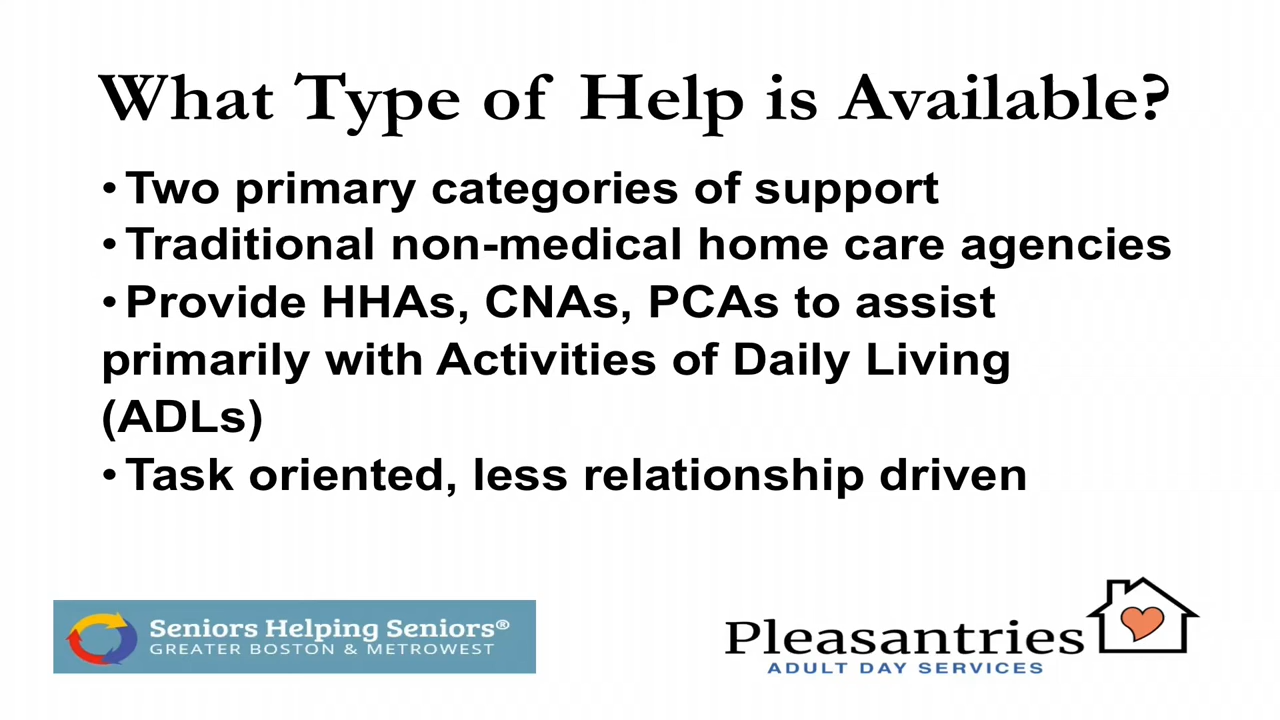 What Type of Help is Available?
• Two primary categories of support
• Traditional non-medical home care agencies
• Provide HHAs, CNAs, PCAs to assist
primarily with Activities of Daily Living
(ADLs)
• Task oriented, less relationship driven
Seniors Helping Seniors®
GREATER BOSTON & METROWEST
Pleasantries
ADULT DAY SERVICES